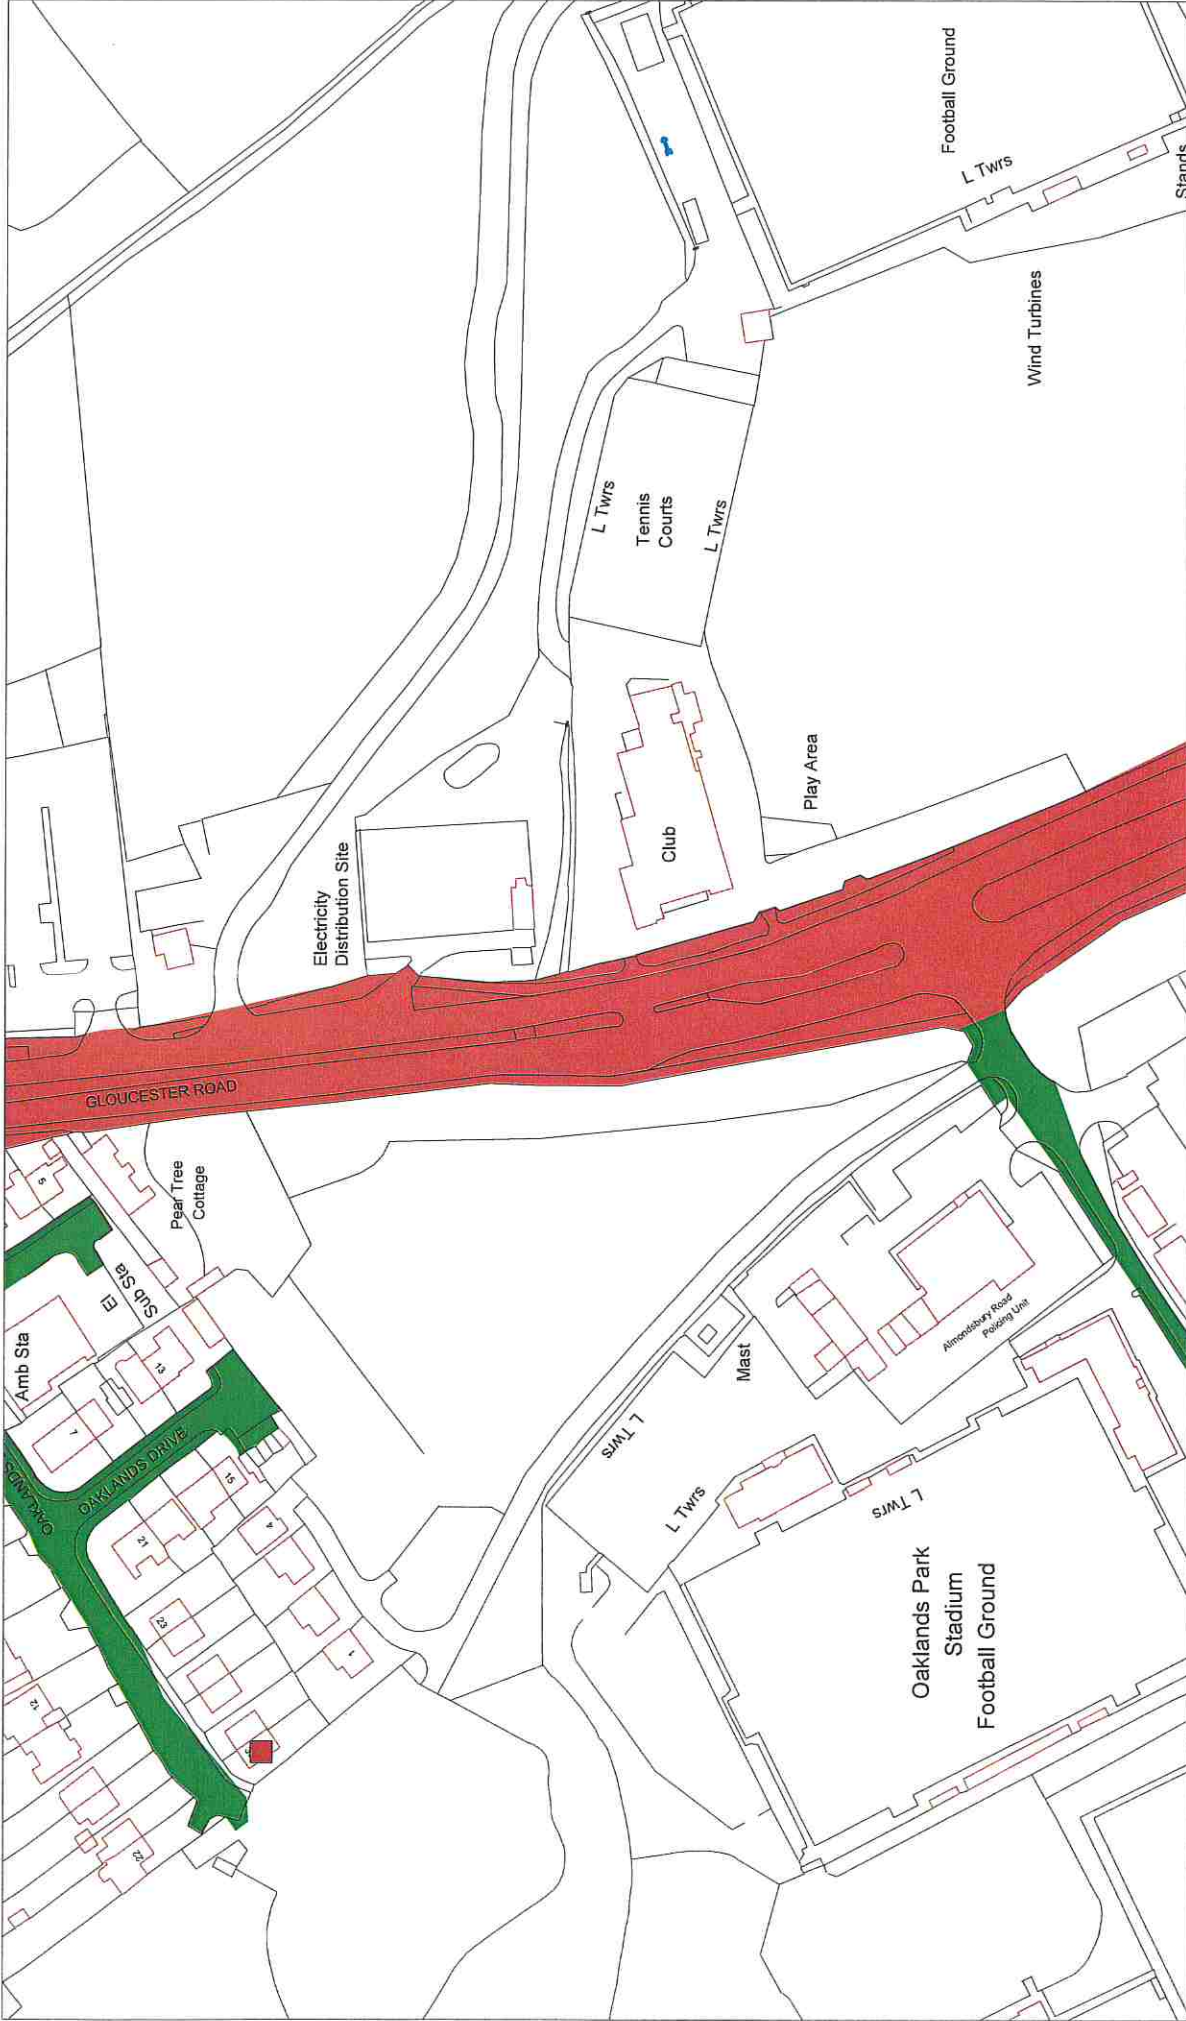 Football Ground
L Twrs
Stands
Wind Turbines
L Twrs
Tennis
Courts
L Twrs
Play Area
Club
Electricity
Distribution Site
GLOUCESTER ROAD
Pear Tree
Cottage
5
El
Sub Sta
Amb Sta
13
7
OAKLANDS DRIVE
OAKLANDS
15
21
4
23
1
12
22
Mast
Almondsbury Road
Policing Unit
L Twrs
L Twrs
L Twrs
Oaklands Park
Stadium
Football Ground